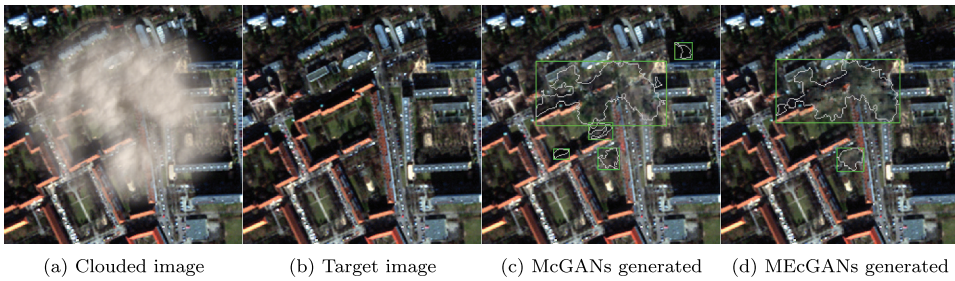 (a) Clouded image
(b) Target image
(c) McGANs generated
(d) MEcGANs generated